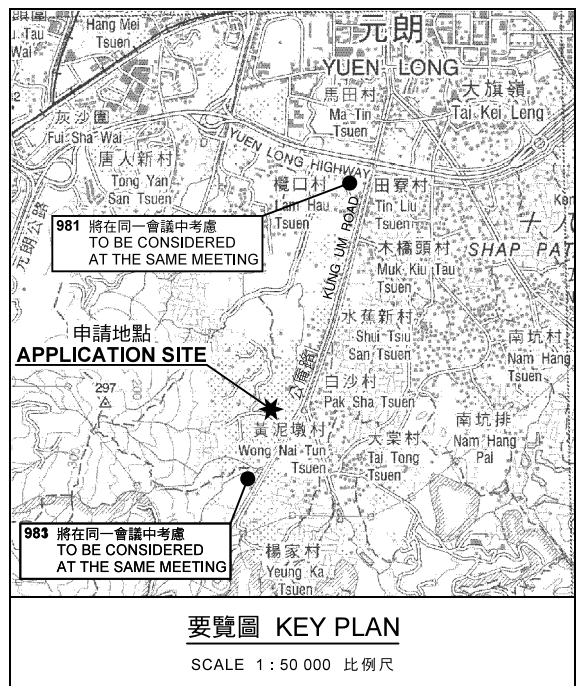 元朗
YUEN LONG
Hang Mei
Tsuen
Tau
Wai
馬田村
Ma Tin
Tsuen
大旗嶺
Tai Kei Leng
灰沙圍
Fui Sha Wai
唐人新村
Tong Yan
San Tsuen
YUEN LONG HIGHWAY
元朗公路
欖口村
Lam Hau
Tsuen
田寮村
Tin Liu
Tsuen
KUNG UM ROAD
公庵路
十八
SHAP PAT
981 將在同一會議中考慮
TO BE CONSIDERED
AT THE SAME MEETING
木橋頭村
Muk Kiu Tau
Tsuen
水蕉新村
Shui Tsiu
San Tsuen
南坑村
Nam Hang
Tsuen
申請地點
APPLICATION SITE
297
200
白沙村
Pak Sha Tsuen
黃泥墩村
Wong Nai Tun
Tsuen
大棠村
Tai Tong
Tsuen
南坑排
Nam Hang
Pai
983 將在同一會議中考慮
TO BE CONSIDERED
AT THE SAME MEETING
楊家村
Yeung Ka
Tsuen
要覽圖 KEY PLAN
SCALE 1 : 50 000 比例尺